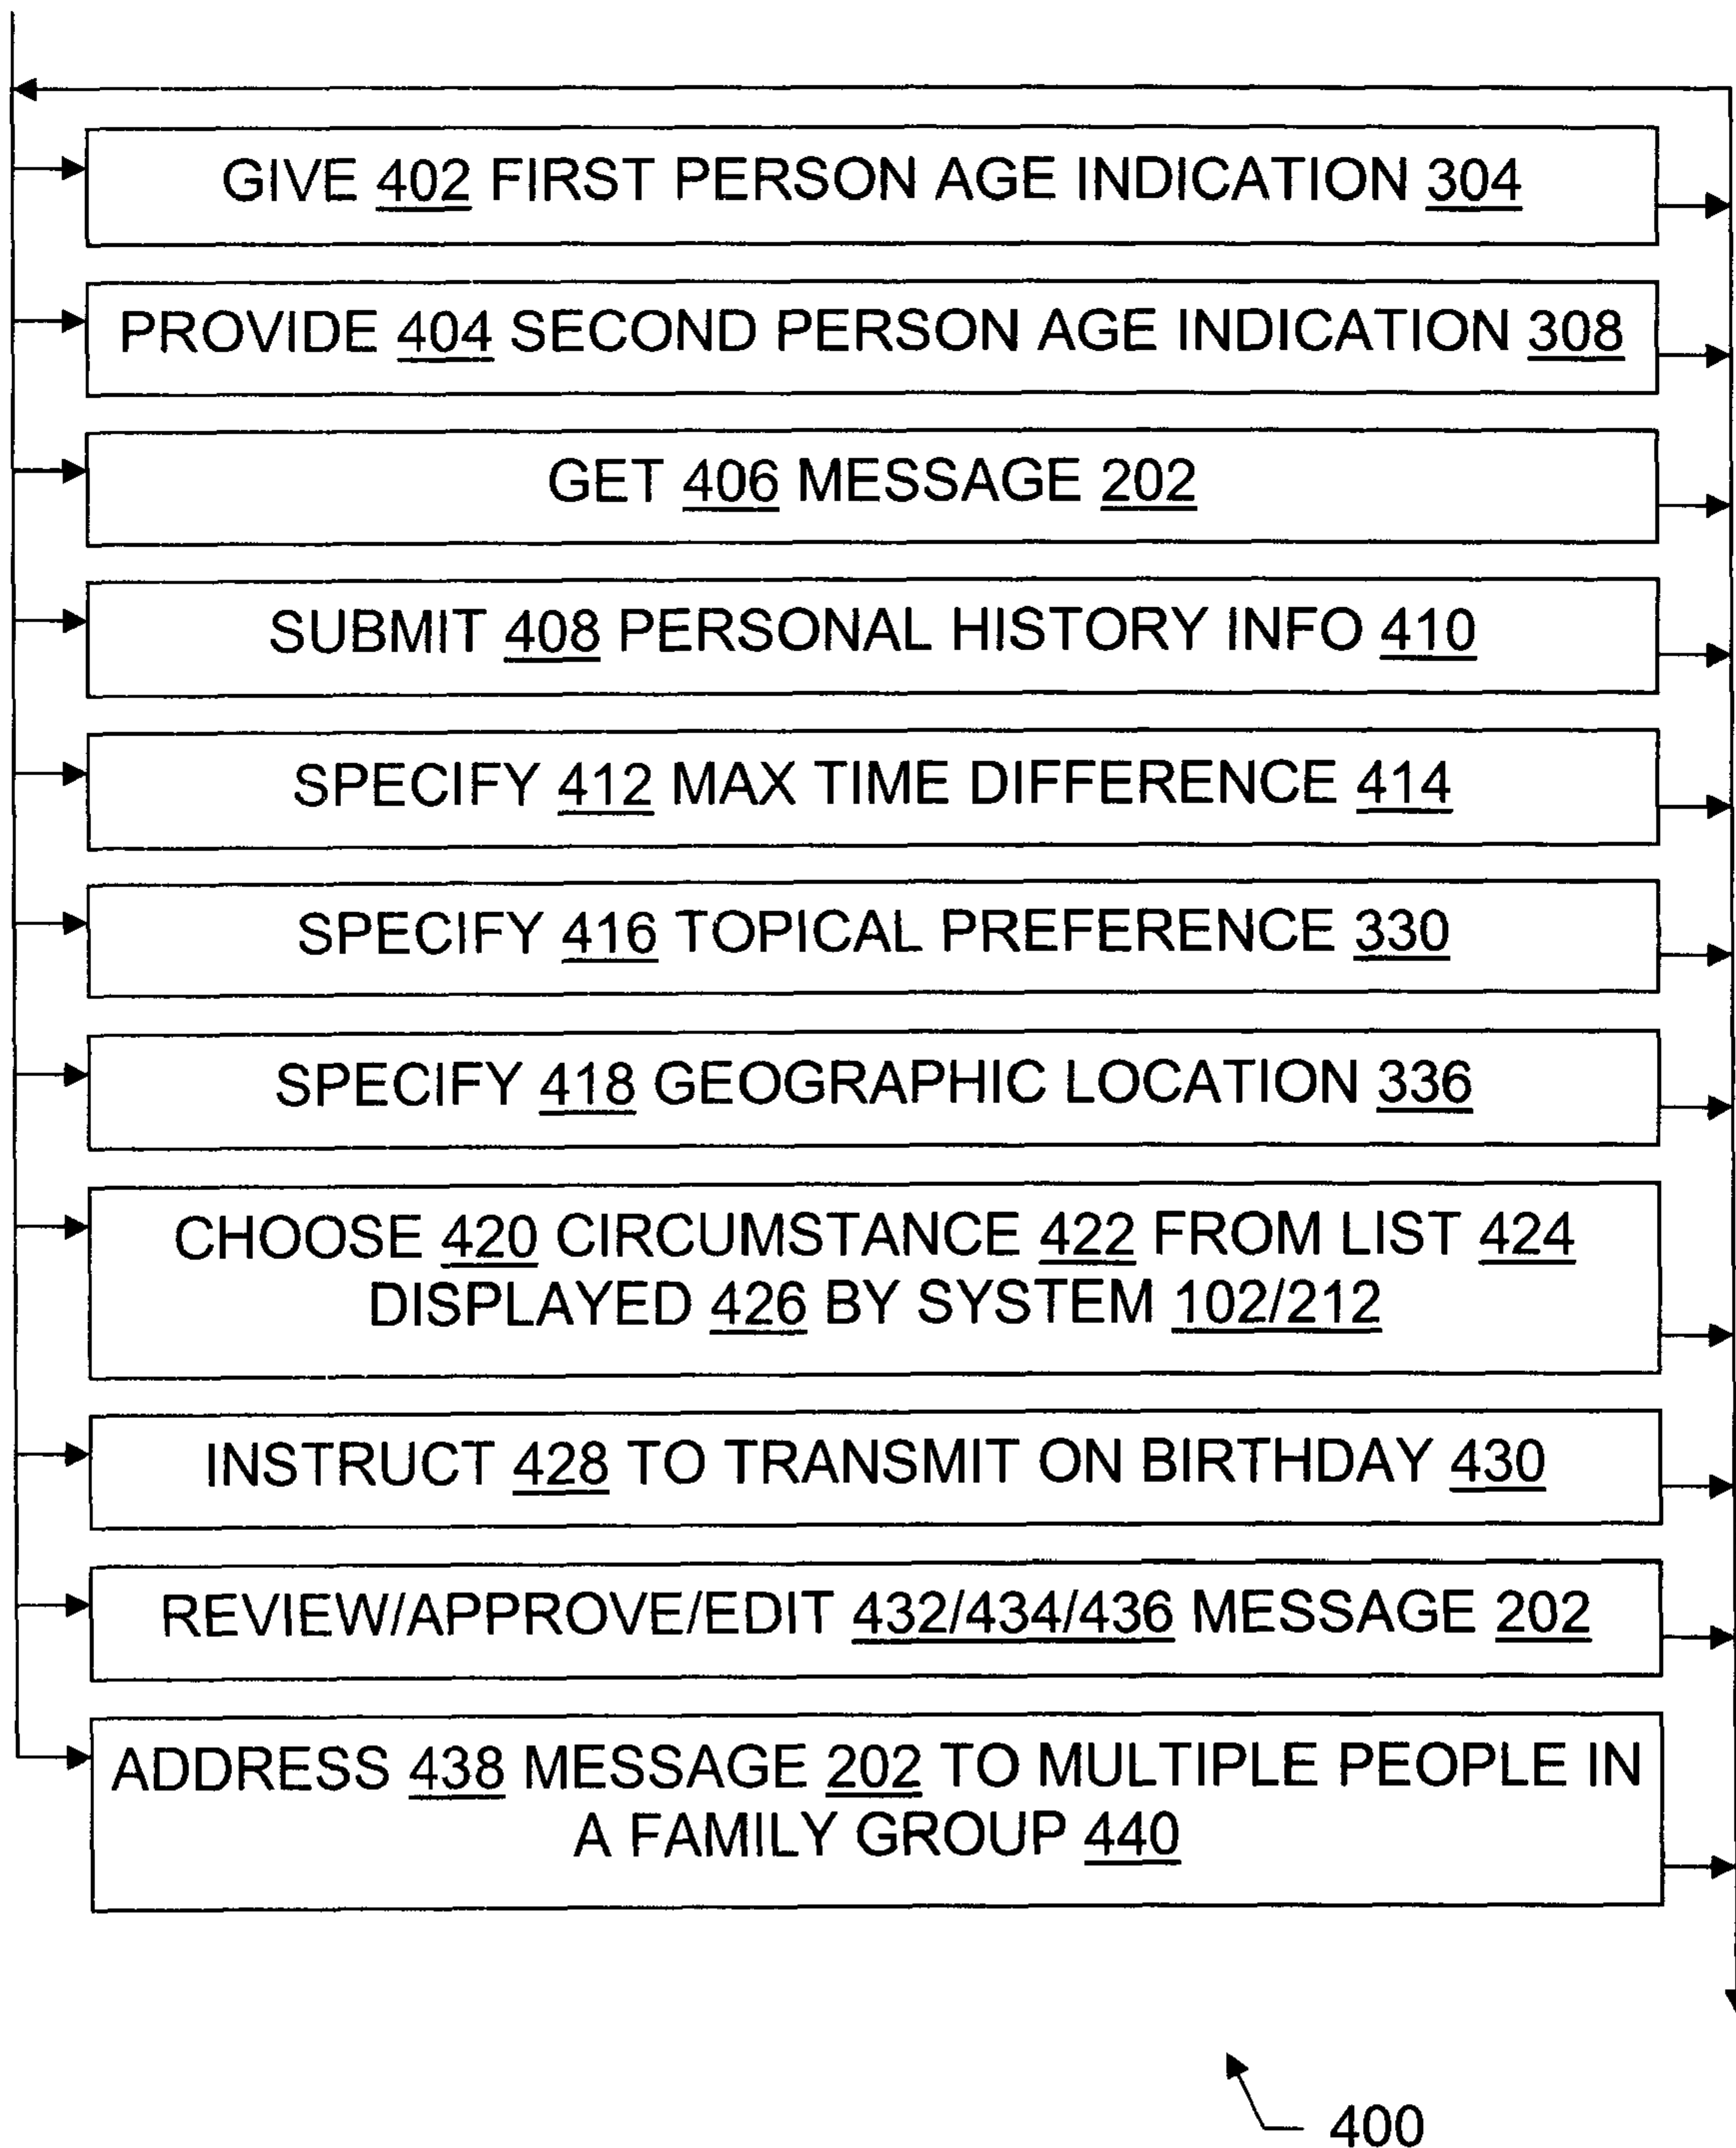 GIVE 402 FIRST PERSON AGE INDICATION 304
PROVIDE 404 SECOND PERSON AGE INDICATION 308
GET 406 MESSAGE 202
SUBMIT 408 PERSONAL HISTORY INFO 410
SPECIFY 412 MAX TIME DIFFERENCE 414
SPECIFY 416 TOPICAL PREFERENCE 330
SPECIFY 418 GEOGRAPHIC LOCATION 336
CHOOSE 420 CIRCUMSTANCE 422 FROM LIST 424
DISPLAYED 426 BY SYSTEM 102/212
INSTRUCT 428 TO TRANSMIT ON BIRTHDAY 430
REVIEW/APPROVE/EDIT 432/434/436 MESSAGE 202
ADDRESS 438 MESSAGE 202 TO MULTIPLE PEOPLE IN
A FAMILY GROUP 440
400